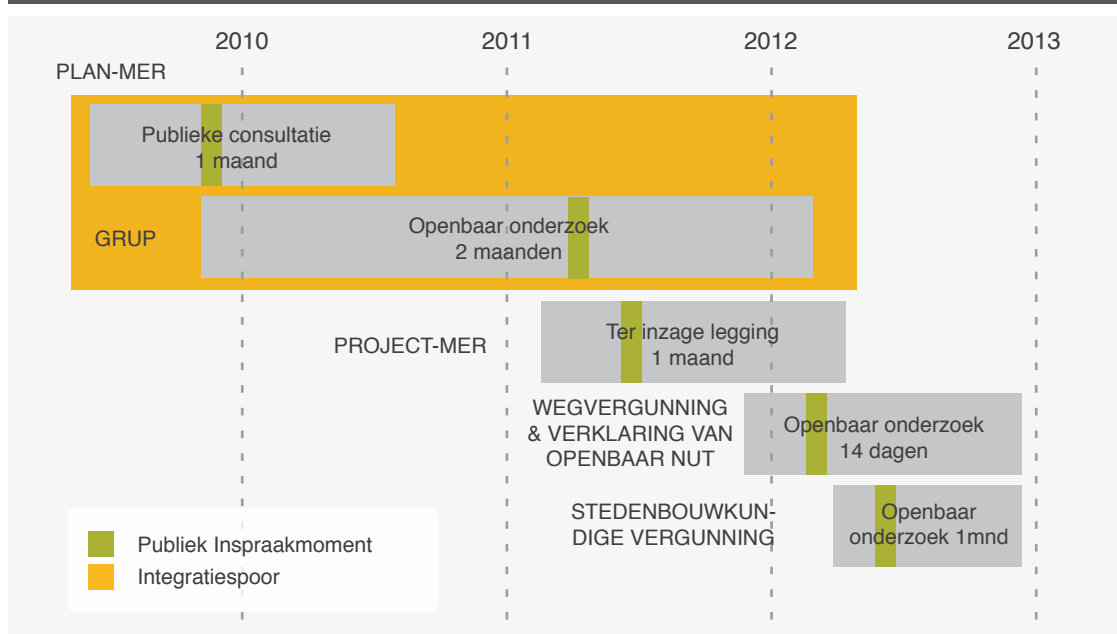 2010 2011 2012 2013
PLAN-MER
Publieke consultatie
1 maand
GRUP
Openbaar onderzoek
2 maanden
PROJECT-MER
Ter inzage legging
1 maand
WEGVERGUNNING
& VERKLARING VAN
OPENBAAR NUT
Openbaar onderzoek
14 dagen
STEDENBOUWKUN-
DIGE VERGUNNING
Openbaar
onderzoek 1mnd
Publiek Inspraakmoment
Integratiespoor